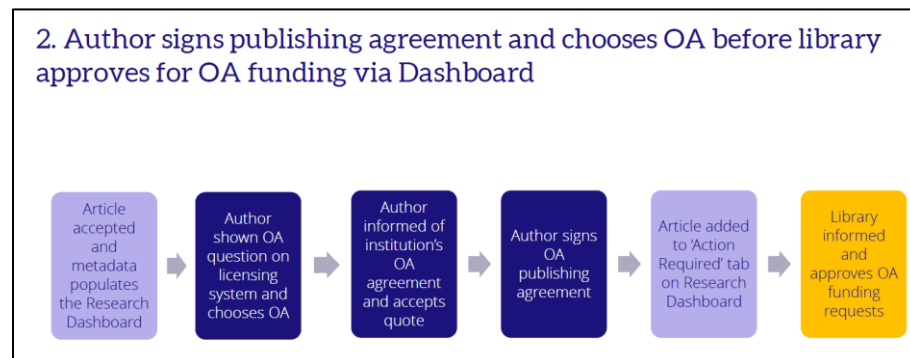 2. Author signs publishing agreement and chooses OA before library
approves for OA funding via Dashboard
Article
accepted
and
metadata
populates
the Research
Dashboard
Author
shown OA
question on
licensing
system and
chooses OA
Author
informed of
institution's
OA
agreement
and accepts
quote
Author signs
OA
publishing
agreement
Article added
to 'Action
Required' tab
on Research
Dashboard
Library
informed
and
approves OA
funding
requests